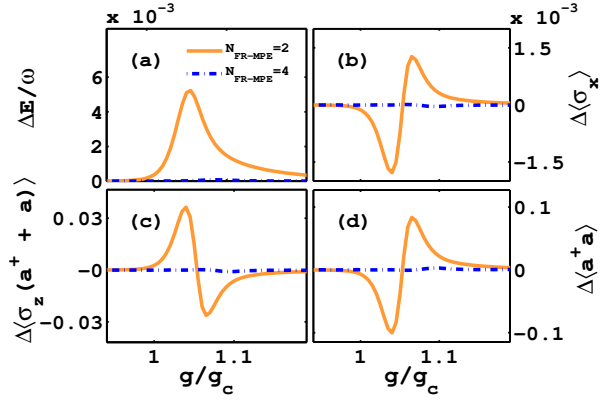 x 10⁻³
(a)
N_FR-MPE=2
N_FR-MPE=4
ΔE/ω
6
4
2
0
(b)
x 10⁻³
1.5
0
−1.5
Δ⟨σ_x⟩
(c)
Δ⟨σ_z(a⁺ + a)⟩
0.03
−0
−0.03
1
1.1
g/g_c
(d)
0.1
0
−0.1
Δ⟨a⁺a⟩
1
1.1
g/g_c